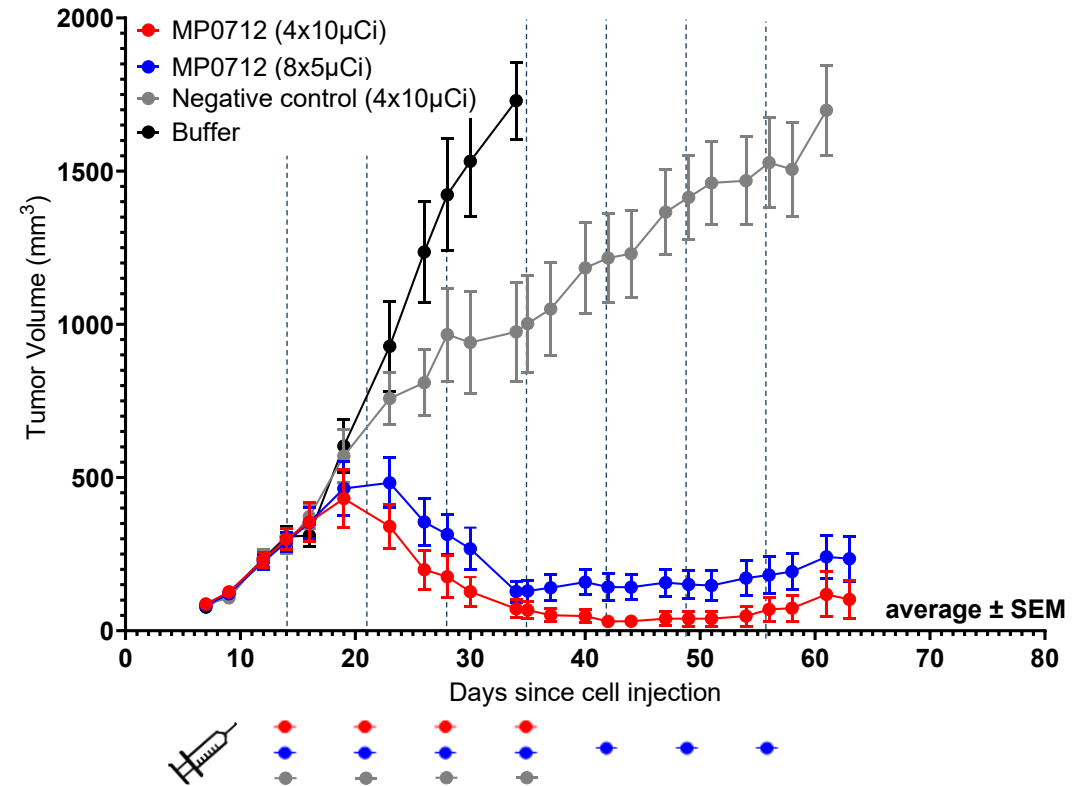 2000
MP0712 (4x10µCi)
MP0712 (8x5µCi)
Negative control (4x10µCi)
Buffer
1500
Tumor Volume (mm³)
1000
500
0
average ± SEM
0 10 20 30 40 50 60 70 80
Days since cell injection